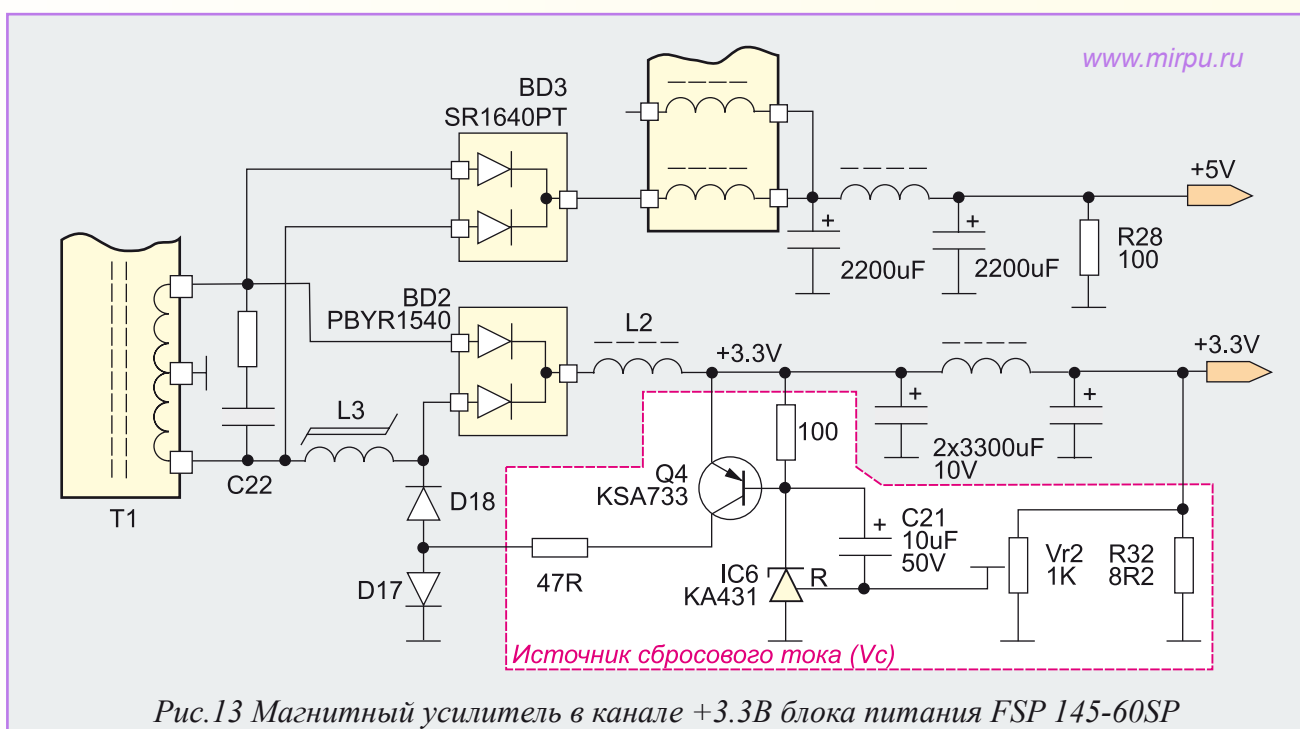 www.mirpu.ru
BD3
SR1640PT
+5V
2200uF
2200uF
R28
100
BD2
PBYR1540
L2
+3.3V
+3.3V
L3
100
2x3300uF
10V
Q4
KSA733
C22
T1
D18
C21
10uF
50V
Vr2
1K
R32
8R2
47R
IC6
KA431
R
D17
Источник сбросового тока (Vc)
+
+
+
+
+
Рис.13 Магнитный усилитель в канале +3.3В блока питания FSP 145-60SP